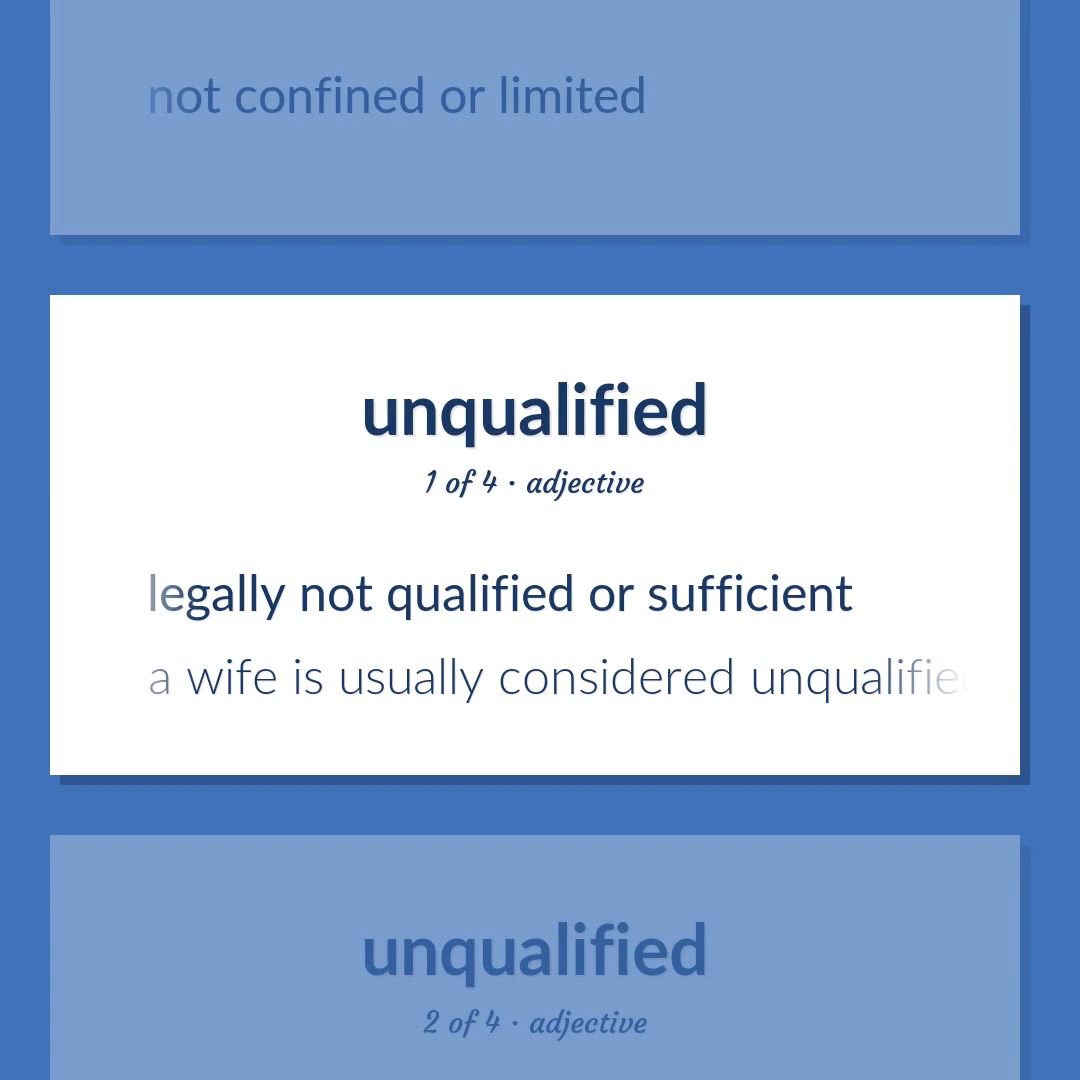 not confined or limited
unqualified
1 of 4 · adjective
legally not qualified or sufficient
a wife is usually considered unqualifie
unqualified
2 of 4 · adjective